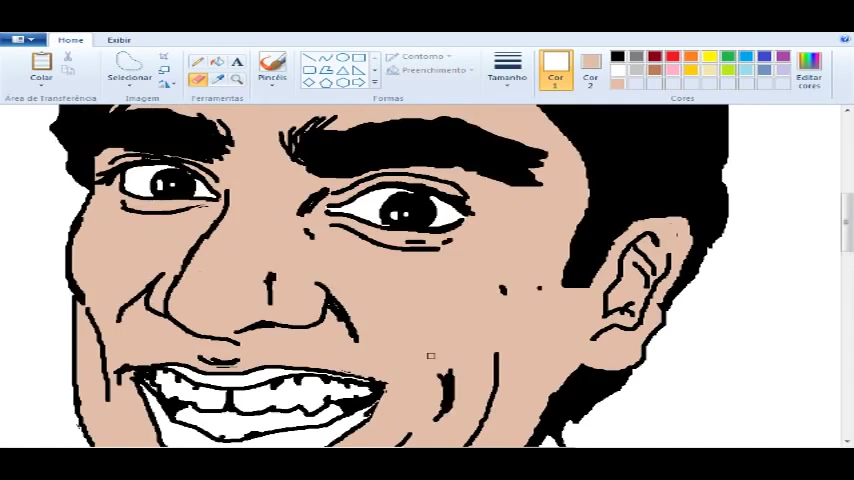 Home Exibir
Colar
Selecionar
A
Pincéis
Contorno
Preenchimento
Tamanho
Cor 1
Cor 2
Editar cores
Área de Transferência
Imagem
Ferramentas
Formas
Cores